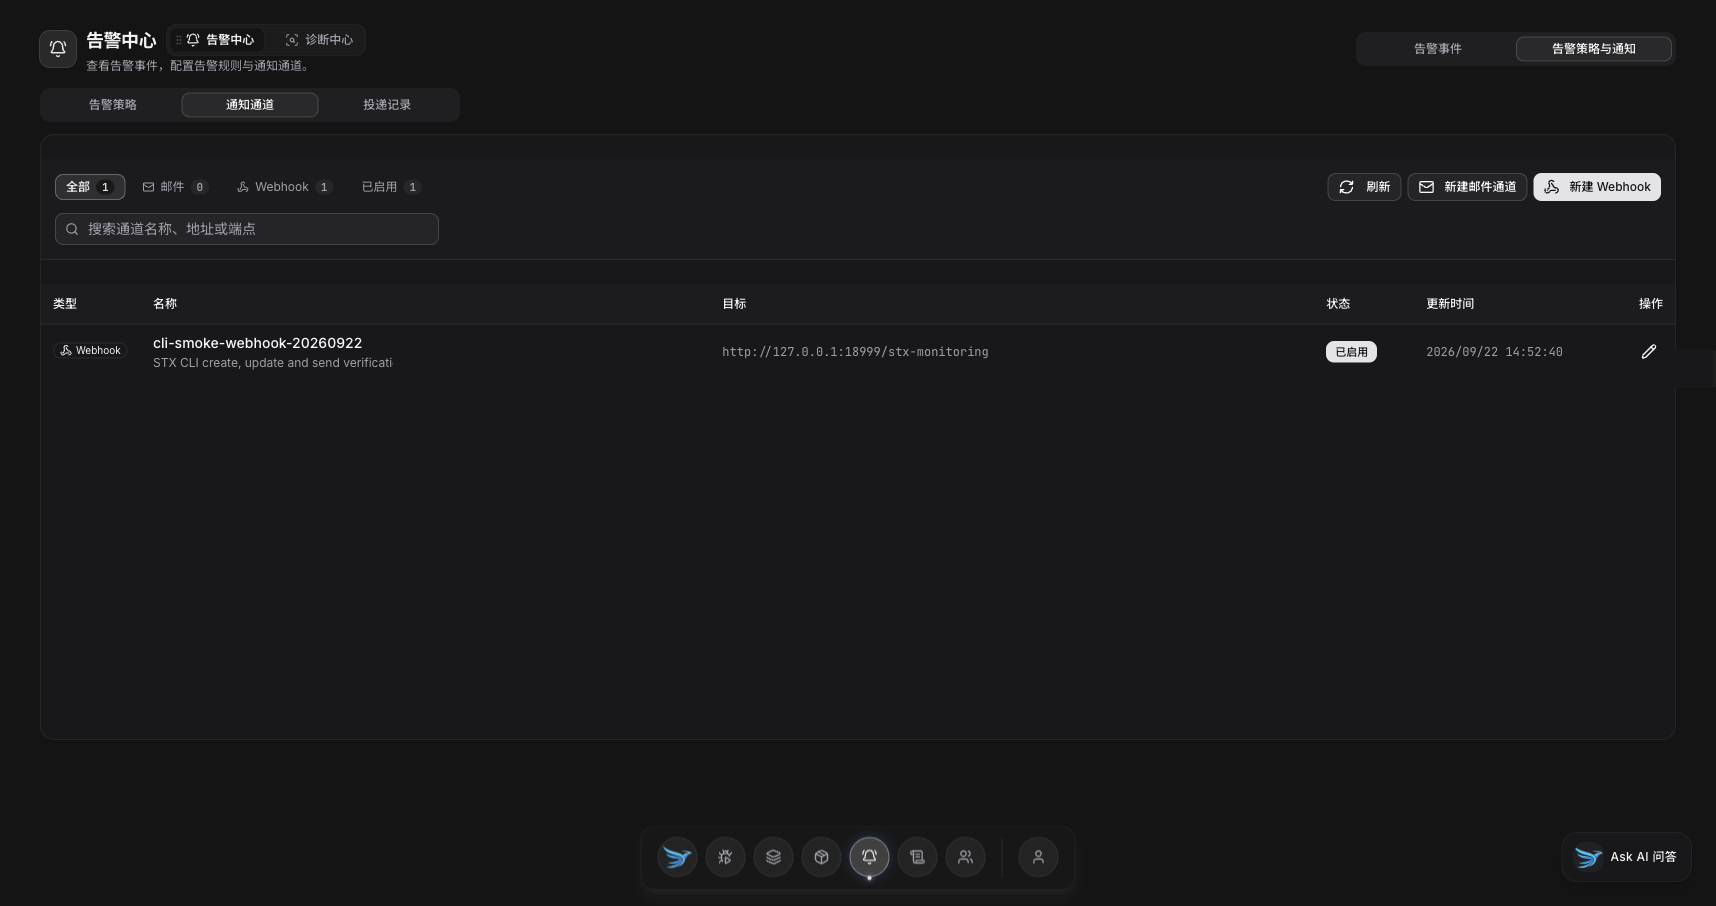 告警中心
告警中心
诊断中心
查看告警事件，配置告警规则与通知通道。
告警事件
告警策略与通知
告警策略
通知通道
投递记录
全部 1
邮件 0
Webhook 1
已启用 1
刷新
新建邮件通道
新建 Webhook
搜索通道名称、地址或端点
类型 名称 目标 状态 更新时间 操作
Webhook
cli-smoke-webhook-20260922
STX CLI create, update and send verificati
http://127.0.0.1:18999/stx-monitoring
已启用
2026/09/22 14:52:40
Ask AI 问答